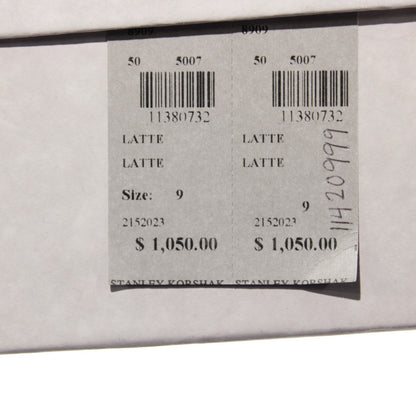 8909 8909
50 5007 50 5007
11380732 11380732
LATTE LATTE
LATTE LATTE
Size: 9 9
2152023 2152023
$ 1,050.00 $ 1,050.00
STANLEY KORSHAK STANLEY KORSHAK
11420999